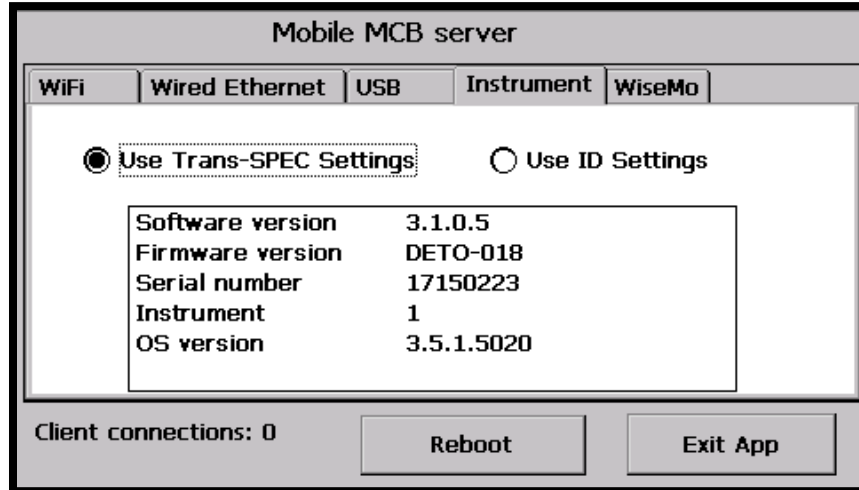 Mobile MCB server
WiFi Wired Ethernet USB Instrument WiseMo
Use Trans-SPEC Settings Use ID Settings
Software version 3.1.0.5
Firmware version DETO-018
Serial number 17150223
Instrument 1
OS version 3.5.1.5020
Client connections: 0 Reboot Exit App